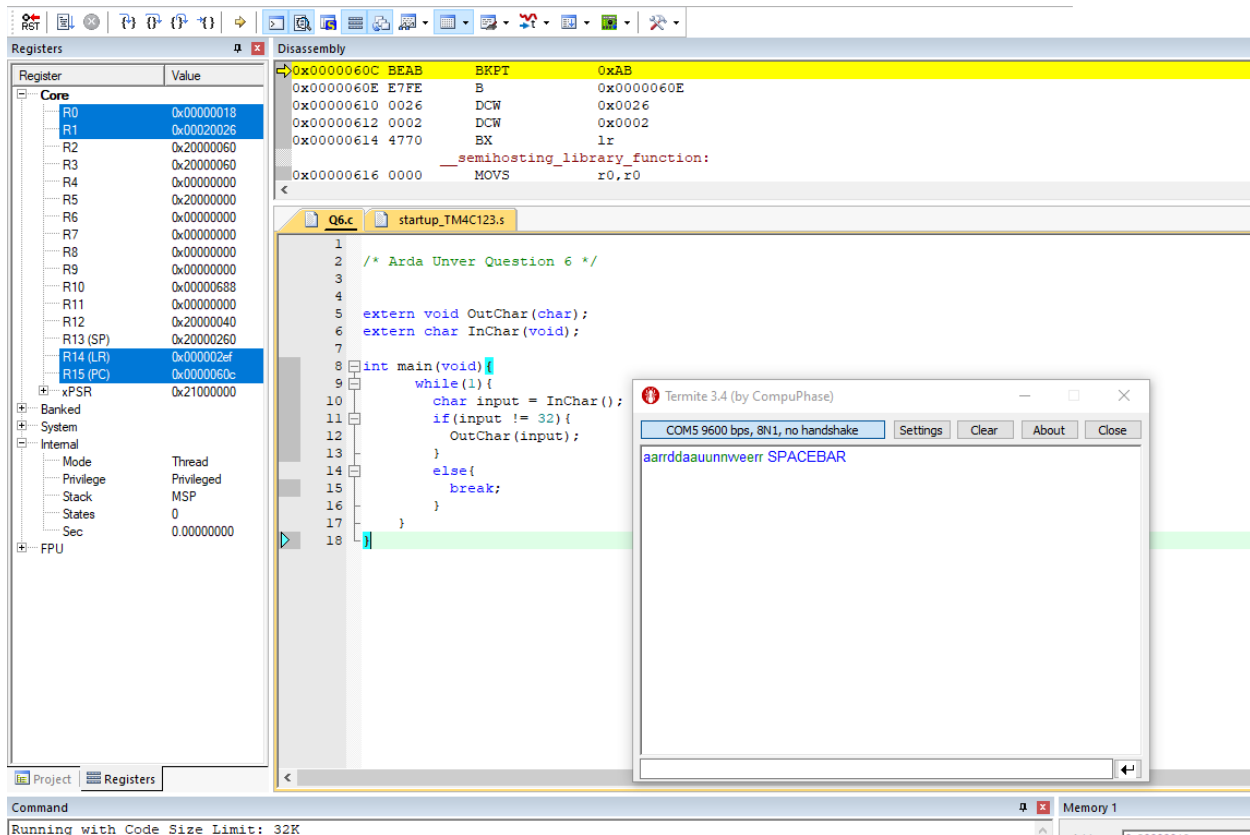 RST
Registers
Disassembly
Register Value
Core
R0 0x00000018
R1 0x00020026
R2 0x20000060
R3 0x20000060
R4 0x00000000
R5 0x20000000
R6 0x00000000
R7 0x00000000
R8 0x00000000
R9 0x00000000
R10 0x00000688
R11 0x00000000
R12 0x20000040
R13 (SP) 0x20000260
R14 (LR) 0x000002ef
R15 (PC) 0x0000060c
xPSR 0x21000000
Banked
System
Internal
Mode Thread
Privilege Privileged
Stack MSP
States 0
Sec 0.00000000
FPU
Project Registers
0x0000060C BEAB BKPT 0xAB
0x0000060E E7FE B 0x0000060E
0x00000610 0026 DCW 0x0026
0x00000612 0002 DCW 0x0002
0x00000614 4770 BX lr
__semihosting_library_function:
0x00000616 0000 MOVS r0,r0
Q6.c startup_TM4C123.s
1
2 /* Arda Unver Question 6 */
3
4
5 extern void OutChar(char);
6 extern char InChar(void);
7
8 int main(void){
9 while(1){
10 char input = InChar();
11 if(input != 32){
12 OutChar(input);
13 }
14 else{
15 break;
16 }
17 }
18 }
Termite 3.4 (by CompuPhase)
COM5 9600 bps, 8N1, no handshake Settings Clear About Close
aarrddaauunnvveerr SPACEBAR
Command
Running with Code Size Limit: 32K
Memory 1